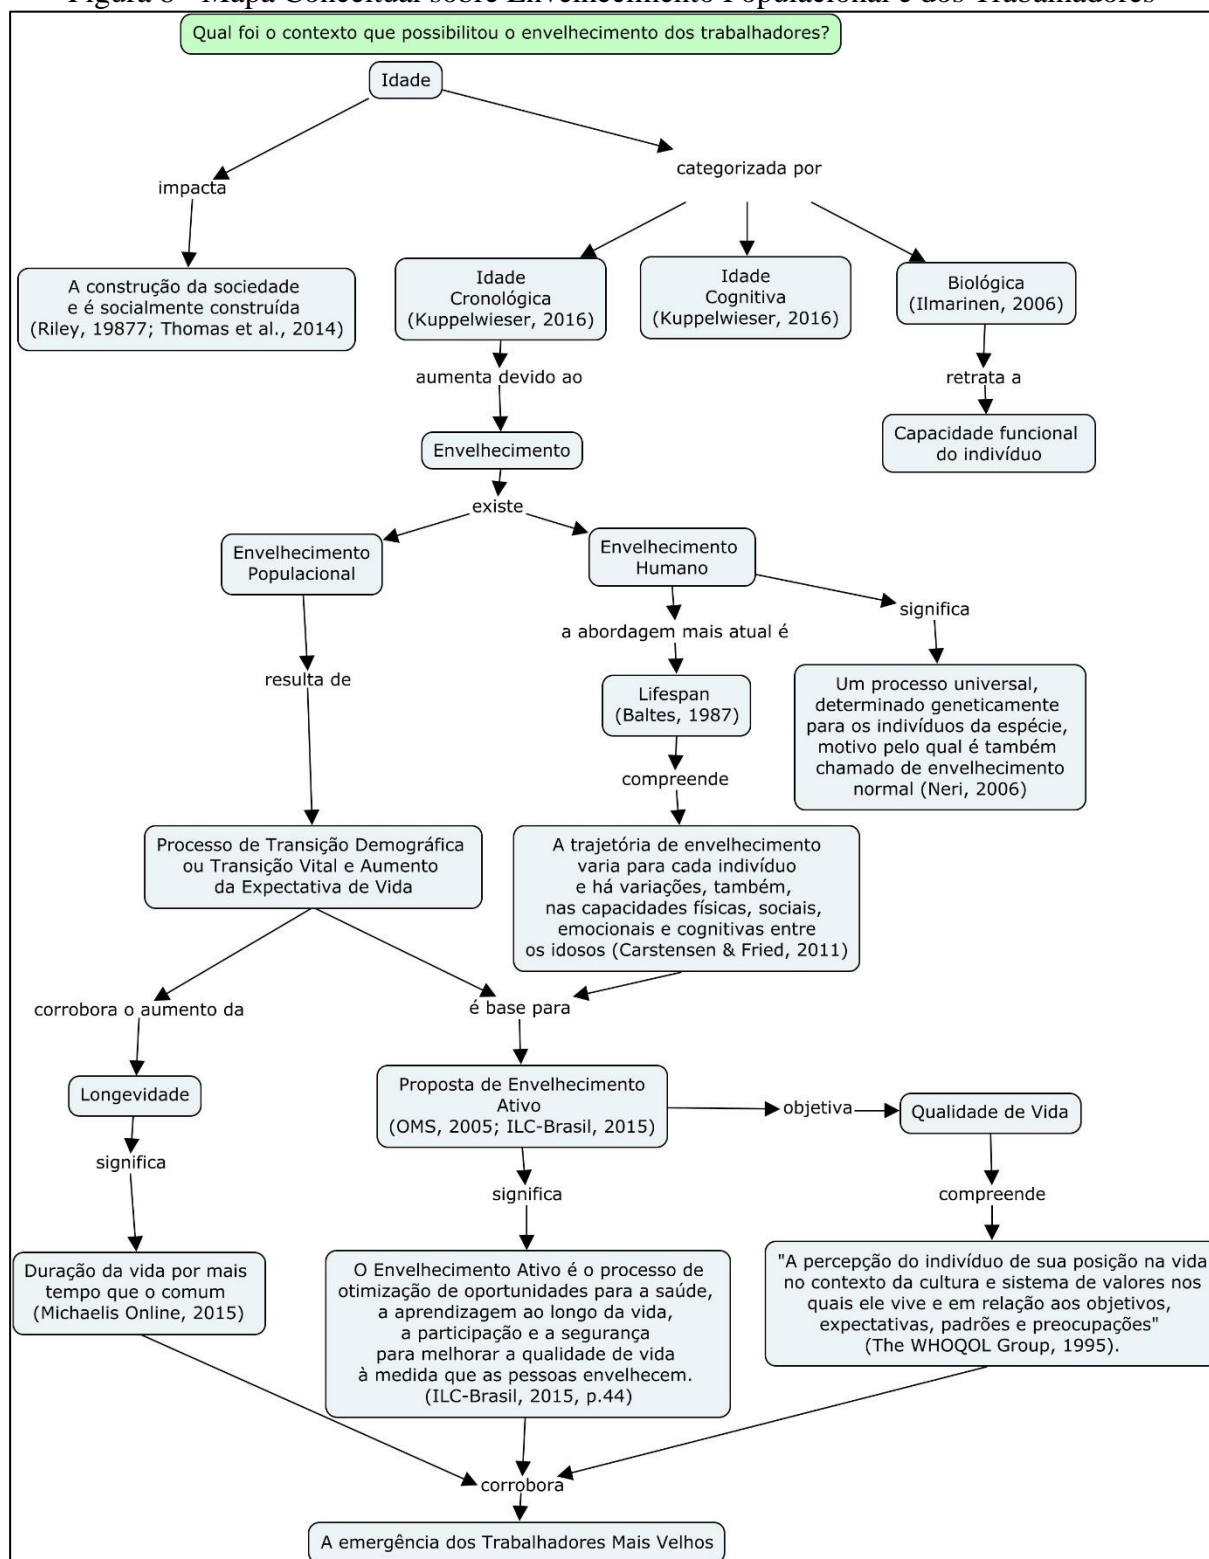 Figura 8 - Mapa Conceitual sobre Envelhecimento Populacional e dos Trabalhadores
Qual foi o contexto que possibilitou o envelhecimento dos trabalhadores?
Idade
impacta
categorizada por
A construção da sociedade
e é socialmente construída
(Riley, 19877; Thomas et al., 2014)
Idade
Cronológica
(Kuppelwieser, 2016)
Idade
Cognitiva
(Kuppelwieser, 2016)
Biológica
(Ilmarinen, 2006)
aumenta devido ao
retrata a
Envelhecimento
Capacidade funcional
do indivíduo
existe
Envelhecimento
Populacional
Envelhecimento
Humano
resulta de
a abordagem mais atual é
significa
Lifespan
(Baltes, 1987)
Um processo universal,
determinado geneticamente
para os indivíduos da espécie,
motivo pelo qual é também
chamado de envelhecimento
normal (Neri, 2006)
compreende
Processo de Transição Demográfica
ou Transição Vital e Aumento
da Expectativa de Vida
A trajetória de envelhecimento
varia para cada indivíduo
e há variações, também,
nas capacidades físicas, sociais,
emocionais e cognitivas entre
os idosos (Carstensen & Fried, 2011)
corrobora o aumento da
é base para
Longevidade
Proposta de Envelhecimento
Ativo
(OMS, 2005; ILC-Brasil, 2015)
objetiva
Qualidade de Vida
significa
significa
compreende
Duração da vida por mais
tempo que o comum
(Michaelis Online, 2015)
O Envelhecimento Ativo é o processo de
otimização de oportunidades para a saúde,
a aprendizagem ao longo da vida,
a participação e a segurança
para melhorar a qualidade de vida
à medida que as pessoas envelhecem.
(ILC-Brasil, 2015, p.44)
"A percepção do indivíduo de sua posição na vida
no contexto da cultura e sistema de valores nos
quais ele vive e em relação aos objetivos,
expectativas, padrões e preocupações"
(The WHOQOL Group, 1995).
corrobora
A emergência dos Trabalhadores Mais Velhos